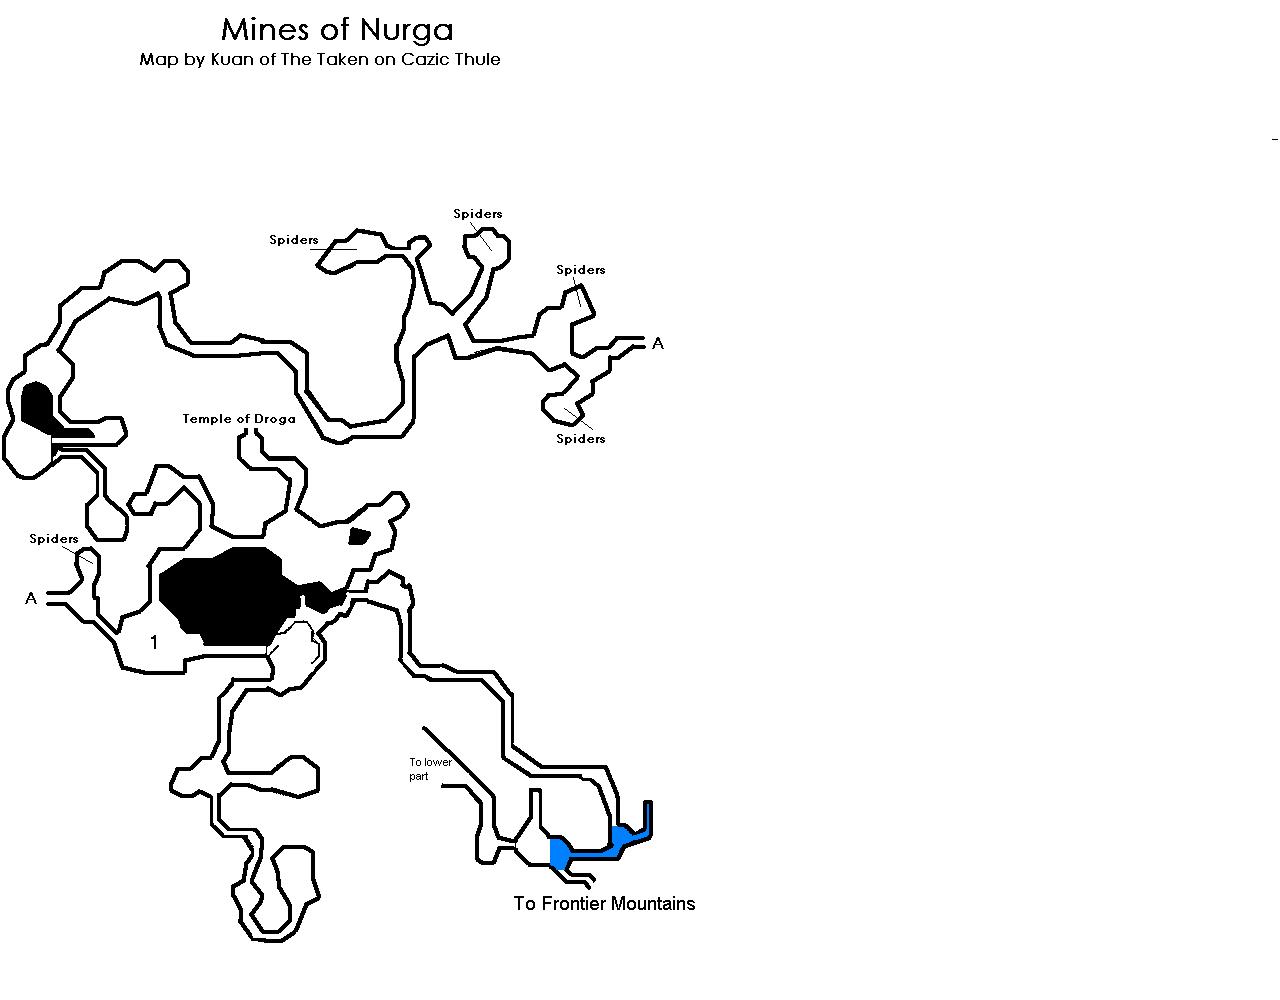 Mines of Nurga
Map by Kuan of The Taken on Cazic Thule
Spiders
Spiders
Spiders
A
Temple of Droga
Spiders
Spiders
A
1
To lower
part
To Frontier Mountains